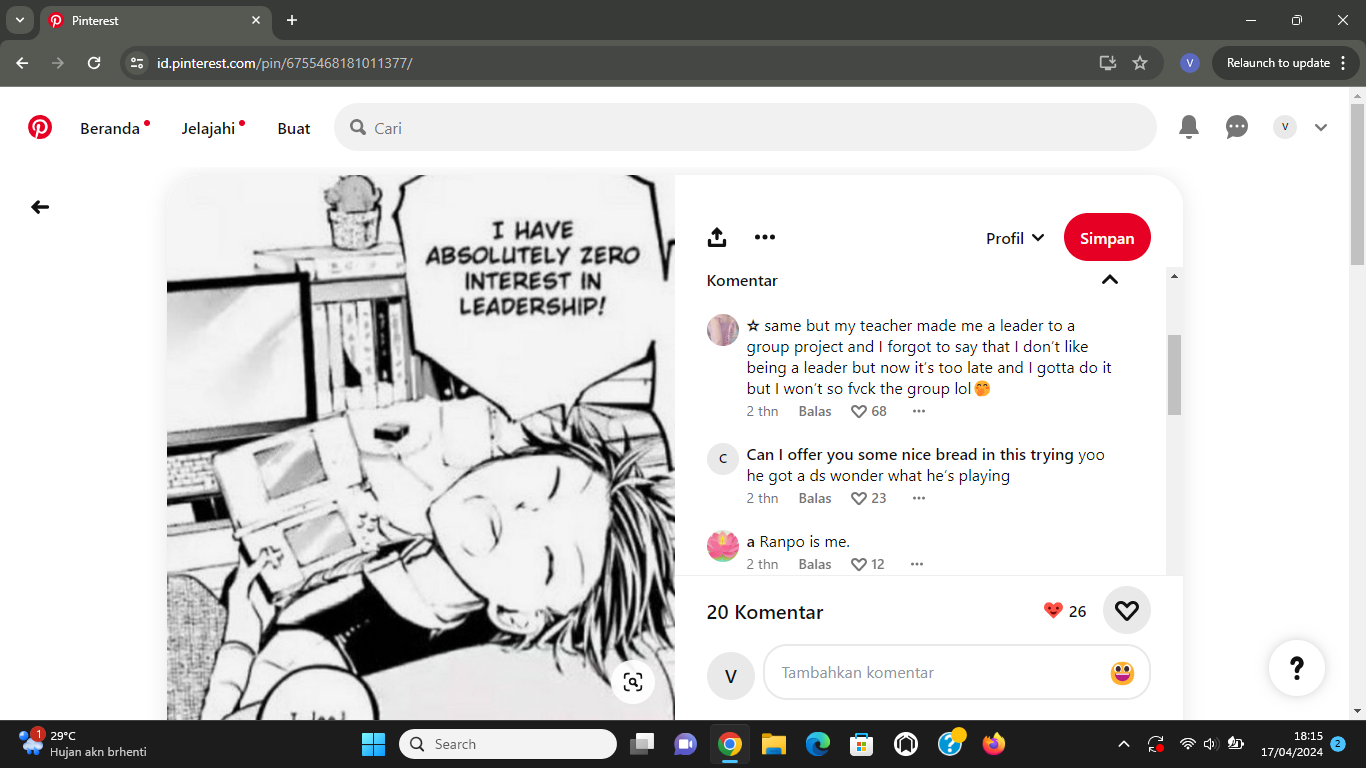 Pinterest
id.pinterest.com/pin/6755468181011377/
V
Relaunch to update
Beranda
Jelajahi
Buat
Cari
V
I HAVE
ABSOLUTELY ZERO
INTEREST IN
LEADERSHIP!
Profil
Simpan
Komentar
☆ same but my teacher made me a leader to a
group project and I forgot to say that I don't like
being a leader but now it's too late and I gotta do it
but I won't so fvck the group lol🤭
2 thn Balas 68
C
Can I offer you some nice bread in this trying yoo
he got a ds wonder what he's playing
2 thn Balas 23
a Ranpo is me.
2 thn Balas 12
20 Komentar
26
V
Tambahkan komentar
?
1
29°C
Hujan akn brhenti
Search
18:15
17/04/2024
2